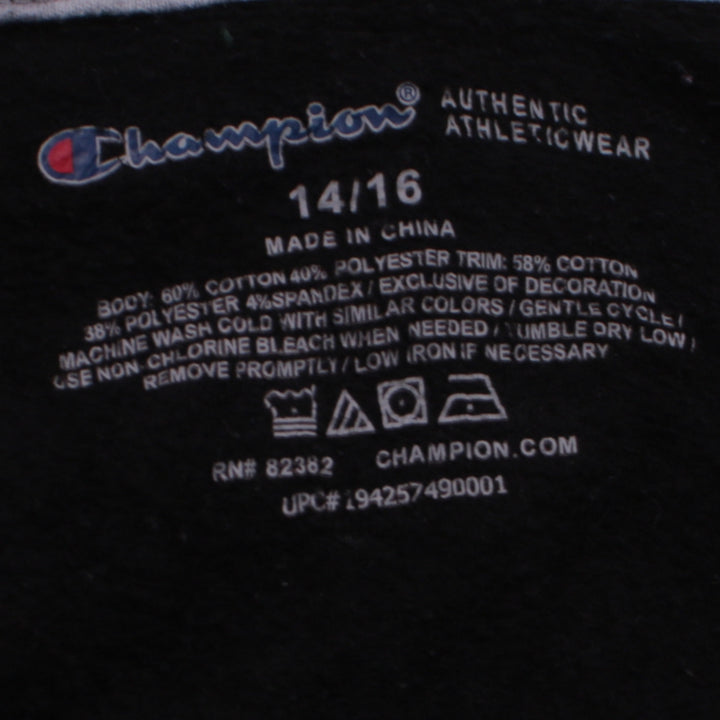 Champion® AUTHENTIC
ATHLETICWEAR
14/16
MADE IN CHINA
BODY: 60% COTTON 40% POLYESTER TRIM: 58% COTTON
38% POLYESTER 4%SPANDEX / EXCLUSIVE OF DECORATION
MACHINE WASH COLD WITH SIMILAR COLORS / GENTLE CYCLE /
USE NON-CHLORINE BLEACH WHEN NEEDED / TUMBLE DRY LOW /
REMOVE PROMPTLY / LOW IRON IF NECESSARY
RN# 82362 CHAMPION.COM
UPC# 194257490001